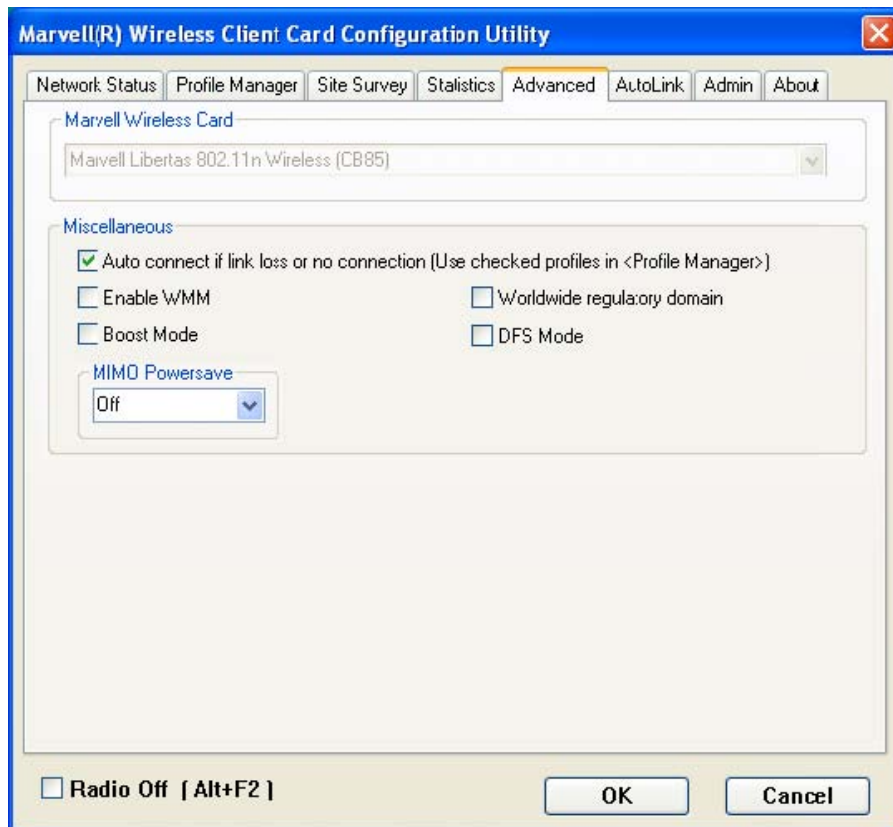 Marvell(R) Wireless Client Card Configuration Utility
Network Status Profile Manager Site Survey Statistics Advanced AutoLink Admin About
Marvell Wireless Card
Marvell Libertas 802.11n Wireless (CB85)
Miscellaneous
Auto connect if link loss or no connection (Use checked profiles in <Profile Manager>)
Enable WMM Worldwide regulatory domain
Boost Mode DFS Mode
MIMO Powersave
Off
Radio Off [ Alt+F2 ]
OK Cancel